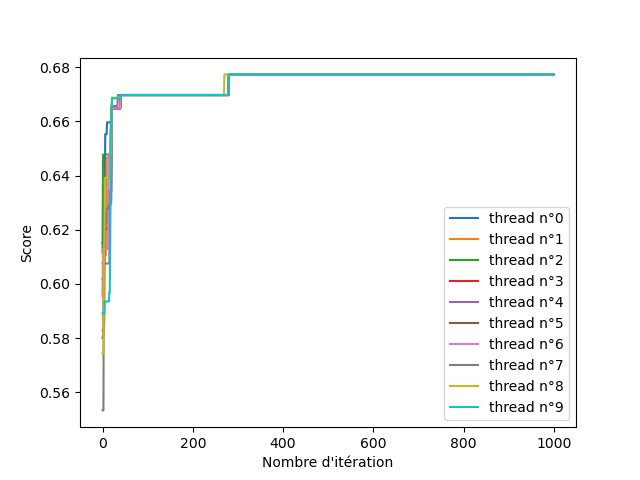 0.68
0.66
0.64
0.62
0.60
0.58
0.56
Score
0
200
400
600
800
1000
Nombre d'itération
thread n°0
thread n°1
thread n°2
thread n°3
thread n°4
thread n°5
thread n°6
thread n°7
thread n°8
thread n°9